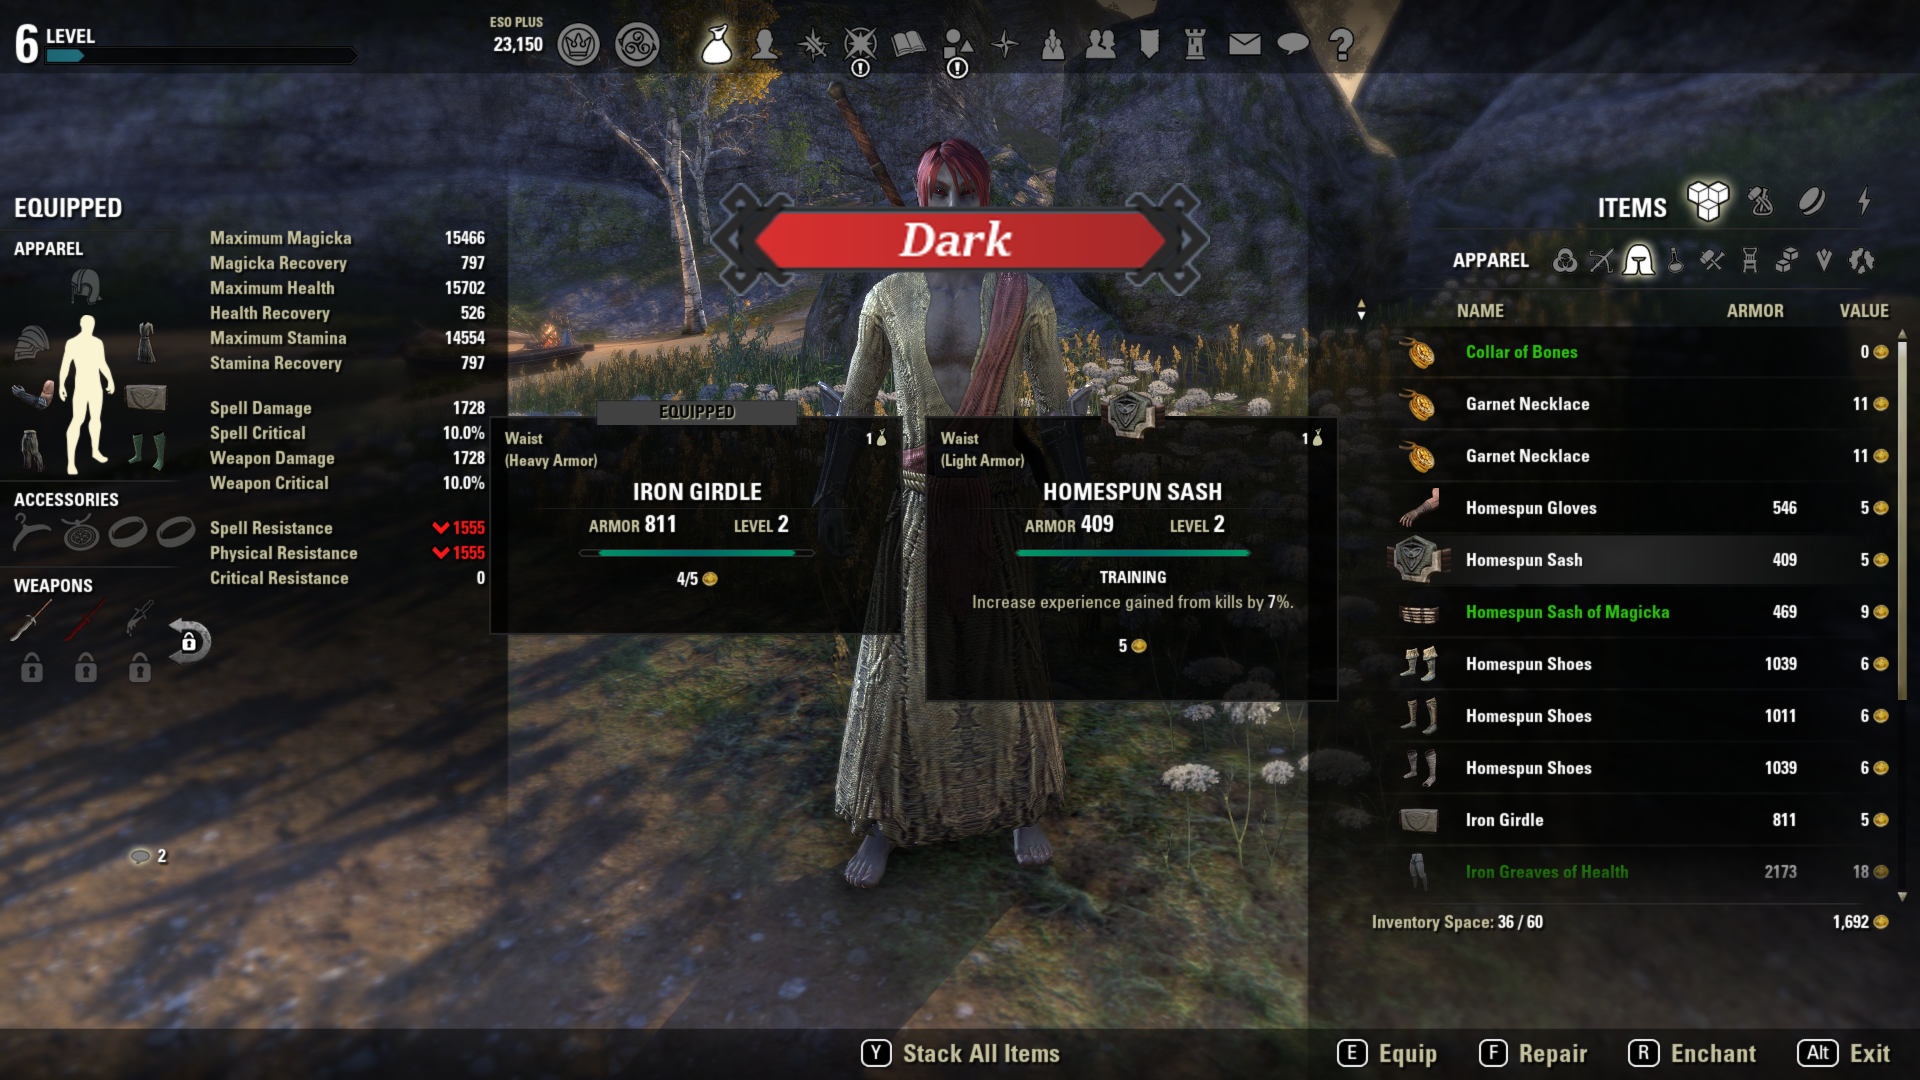 6 LEVEL
ESO PLUS
23,150
EQUIPPED
APPAREL
Maximum Magicka 15466
Magicka Recovery 797
Maximum Health 15702
Health Recovery 526
Maximum Stamina 14554
Stamina Recovery 797
Spell Damage 1728
Spell Critical 10.0%
Weapon Damage 1728
Weapon Critical 10.0%
Spell Resistance 1555
Physical Resistance 1555
Critical Resistance 0
ACCESSORIES
WEAPONS
2
Dark
EQUIPPED
Waist 1
(Heavy Armor)
IRON GIRDLE
ARMOR 811 LEVEL 2
4/5
Waist 1
(Light Armor)
HOMESPUN SASH
ARMOR 409 LEVEL 2
TRAINING
Increase experience gained from kills by 7%.
5
ITEMS
APPAREL
NAME ARMOR VALUE
Collar of Bones 0
Garnet Necklace 11
Garnet Necklace 11
Homespun Gloves 546 5
Homespun Sash 409 5
Homespun Sash of Magicka 469 9
Homespun Shoes 1039 6
Homespun Shoes 1011 6
Homespun Shoes 1039 6
Iron Girdle 811 5
Iron Greaves of Health 2173 18
Inventory Space: 36 / 60 1,692
Y Stack All Items
E Equip F Repair R Enchant Alt Exit